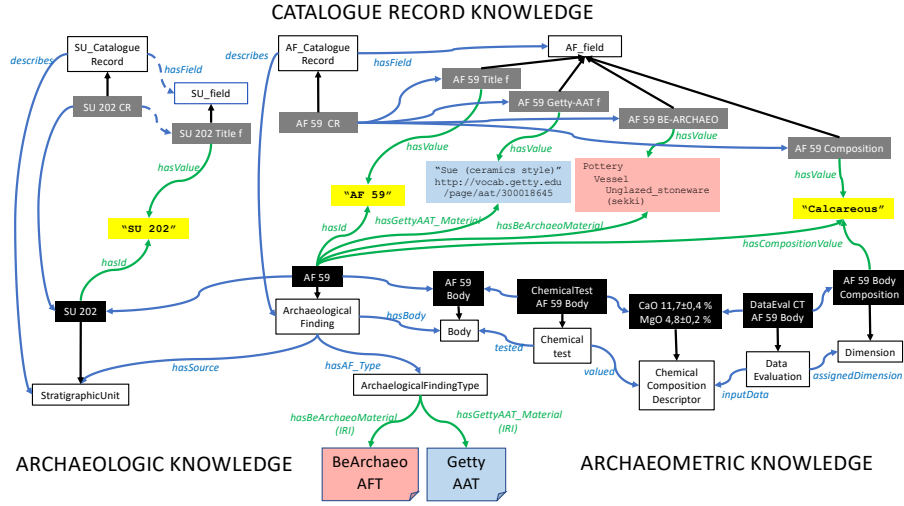 CATALOGUE RECORD KNOWLEDGE
describes
SU_Catalogue
Record
hasField
SU_field
SU 202 CR
SU 202 Title f
hasValue
"SU 202"
hasId
SU 202
StratigraphicUnit
describes
AF_Catalogue
Record
hasField
AF_field
AF 59 Title f
AF 59 Getty-AAT f
AF 59 CR
AF 59 BE-ARCHAEO
AF 59 Composition
hasValue
hasValue
hasValue
hasValue
"AF 59"
"Sue (ceramics style)"
http://vocab.getty.edu
/page/aat/300018645
Pottery
Vessel
Unglazed_stoneware
(sekki)
"Calcareous"
hasId
hasGettyAAT_Material
hasBeArchaeoMaterial
hasCompositionValue
AF 59
AF 59
Body
ChemicalTest
AF 59 Body
CaO 11,7±0,4 %
MgO 4,8±0,2 %
DataEval CT
AF 59 Body
AF 59 Body
Composition
Archaeological
Finding
hasBody
Body
tested
Chemical
test
valued
Chemical
Composition
Descriptor
inputData
Data
Evaluation
assignedDimension
Dimension
hasSource
hasAF_Type
ArchaelogicalFindingType
hasBeArchaeoMaterial
(IRI)
hasGettyAAT_Material
(IRI)
BeArchaeo
AFT
Getty
AAT
ARCHAEOLOGIC KNOWLEDGE
ARCHAEOMETRIC KNOWLEDGE